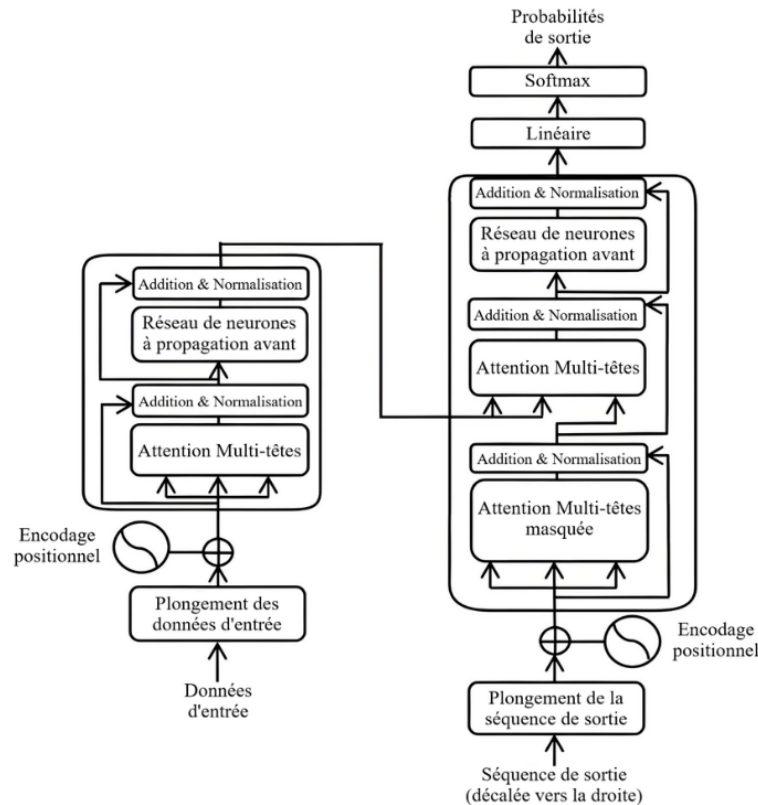 Probabilités
de sortie
Softmax
Linéaire
Addition & Normalisation
Réseau de neurones
à propagation avant
Addition & Normalisation
Attention Multi-têtes
Addition & Normalisation
Attention Multi-têtes
masquée
Encodage
positionnel
Plongement de la
séquence de sortie
Séquence de sortie
(décalée vers la droite)
Addition & Normalisation
Réseau de neurones
à propagation avant
Addition & Normalisation
Attention Multi-têtes
Encodage
positionnel
Plongement des
données d'entrée
Données
d'entrée